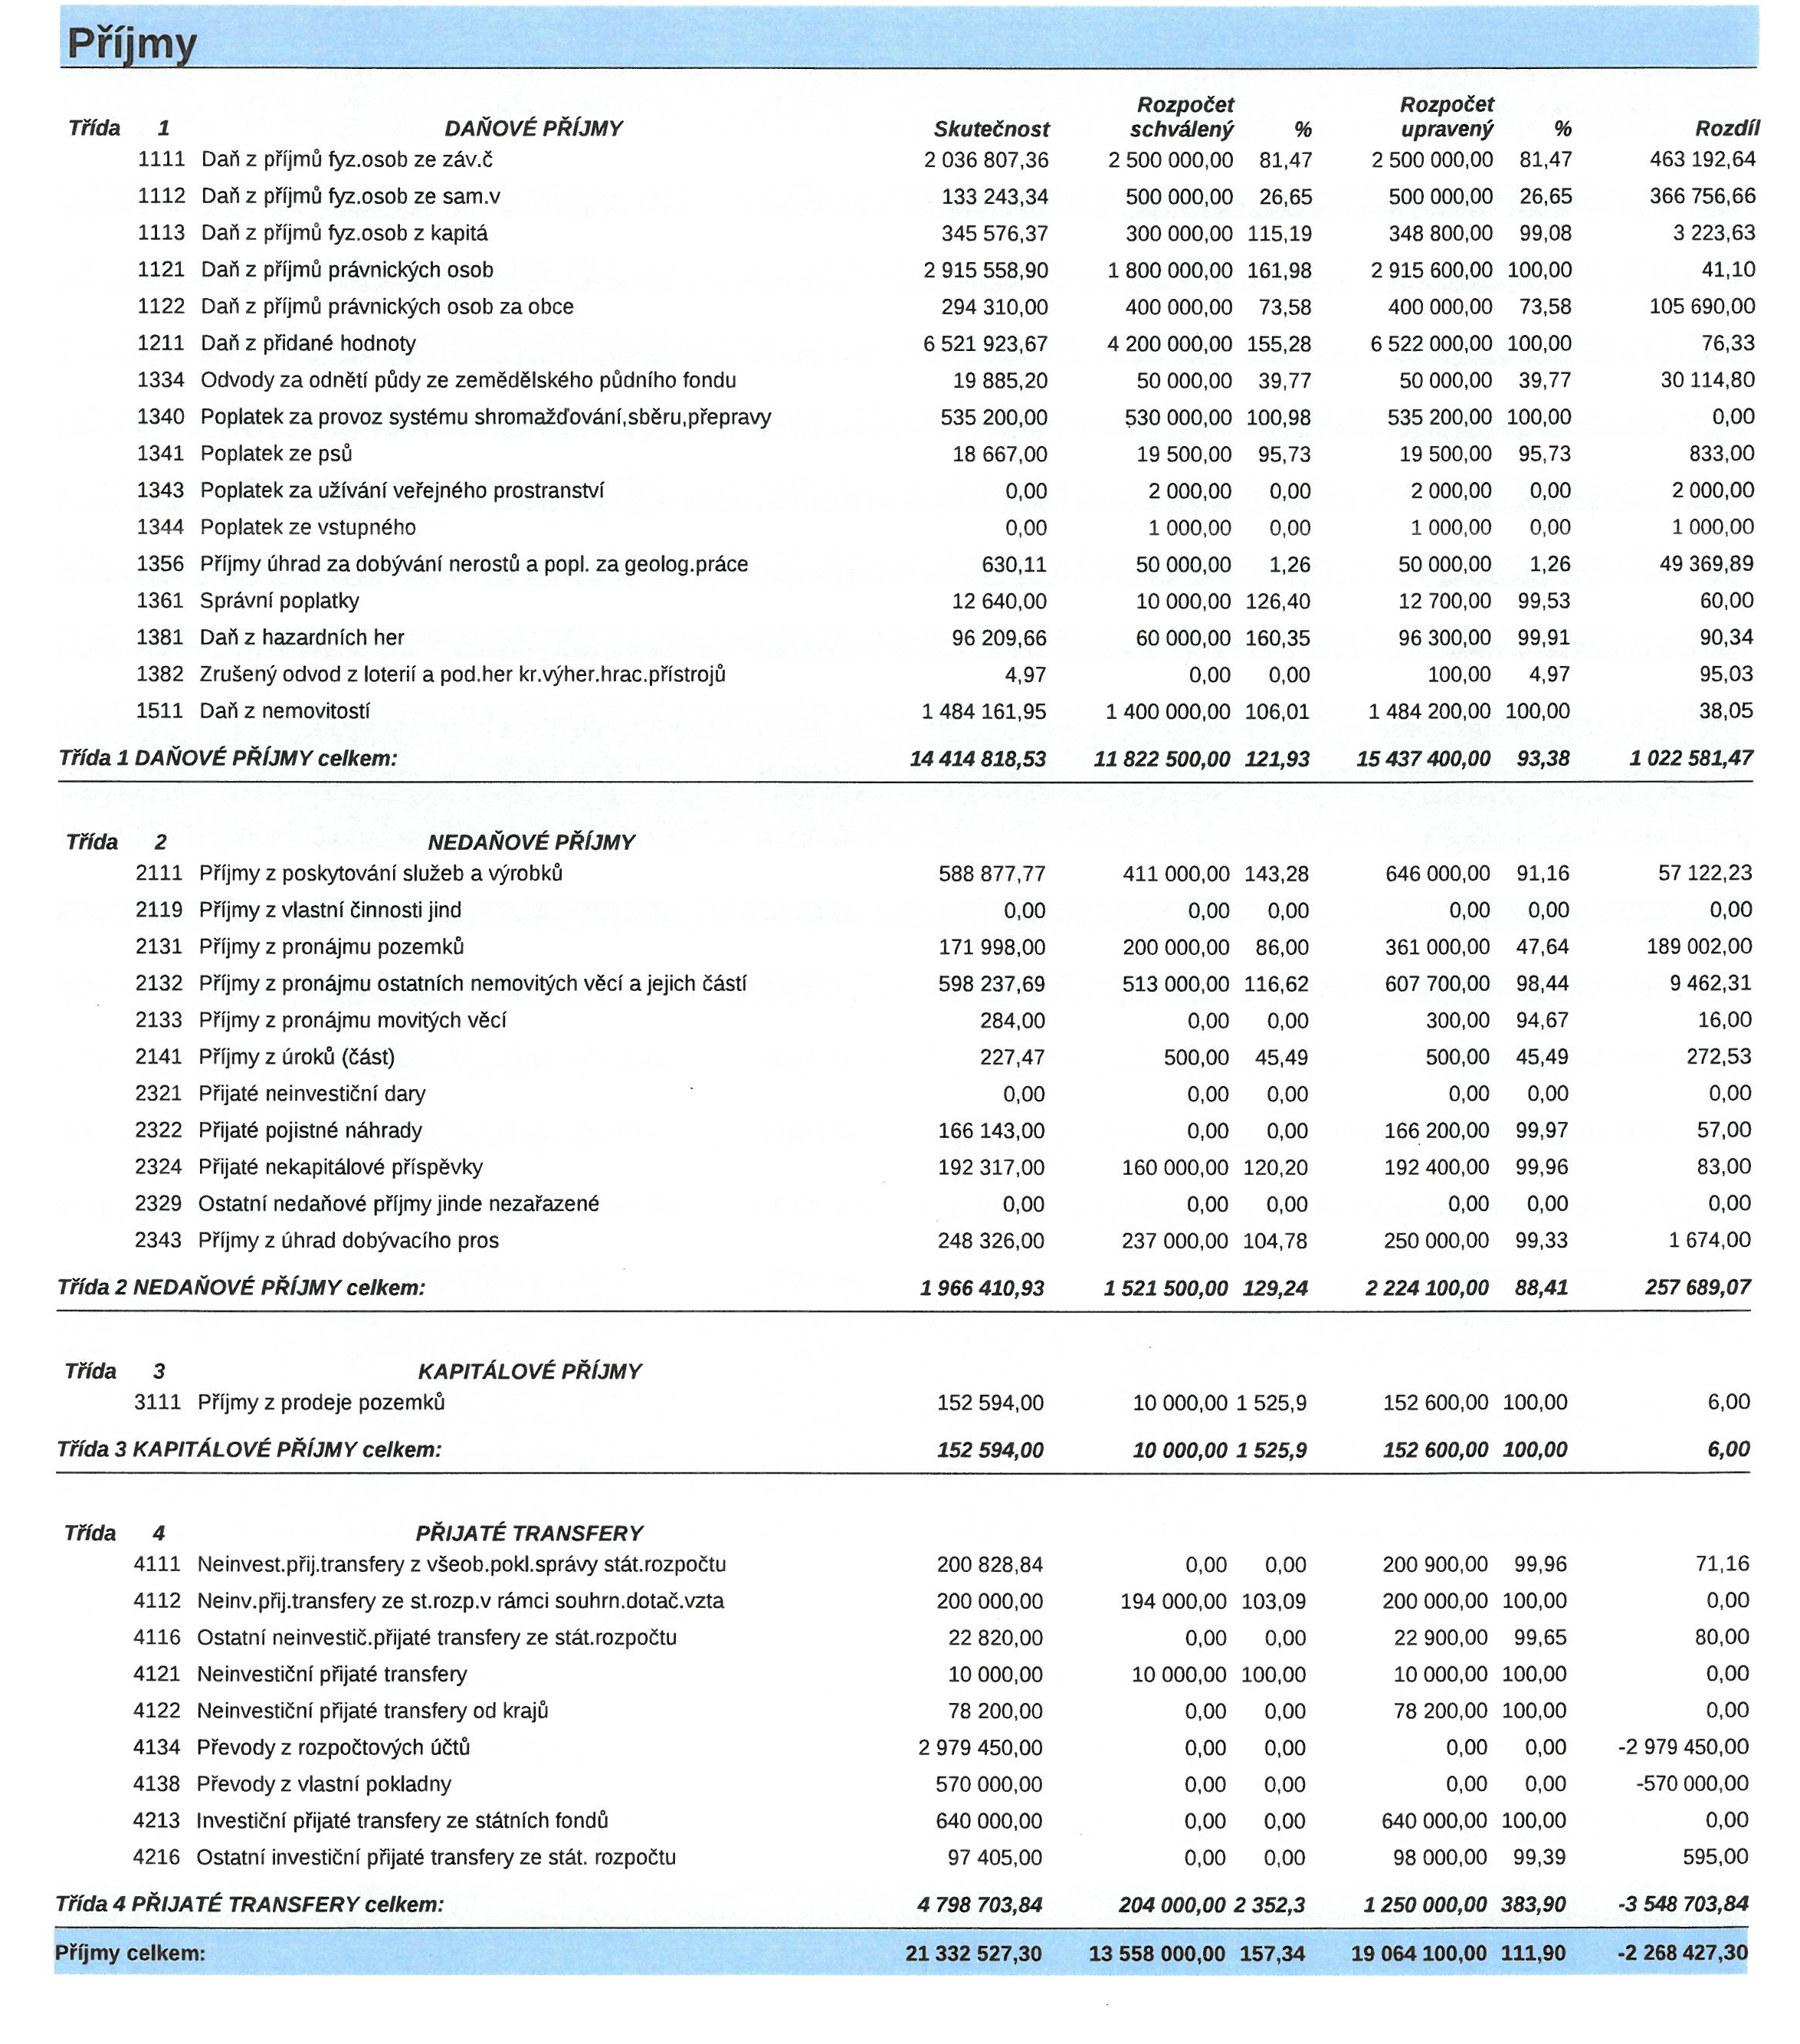 Příjmy
Rozpočet Rozpočet
Třída 1 DAŇOVÉ PŘÍJMY Skutečnost schválený % upravený % Rozdíl
1111 Daň z příjmů fyz.osob ze záv.č 2 036 807,36 2 500 000,00 81,47 2 500 000,00 81,47 463 192,64
1112 Daň z příjmů fyz.osob ze sam.v 133 243,34 500 000,00 26,65 500 000,00 26,65 366 756,66
1113 Daň z příjmů fyz.osob z kapitá 345 576,37 300 000,00 115,19 348 800,00 99,08 3 223,63
1121 Daň z příjmů právnických osob 2 915 558,90 1 800 000,00 161,98 2 915 600,00 100,00 41,10
1122 Daň z příjmů právnických osob za obce 294 310,00 400 000,00 73,58 400 000,00 73,58 105 690,00
1211 Daň z přidané hodnoty 6 521 923,67 4 200 000,00 155,28 6 522 000,00 100,00 76,33
1334 Odvody za odnětí půdy ze zemědělského půdního fondu 19 885,20 50 000,00 39,77 50 000,00 39,77 30 114,80
1340 Poplatek za provoz systému shromažďování,sběru,přepravy 535 200,00 530 000,00 100,98 535 200,00 100,00 0,00
1341 Poplatek ze psů 18 667,00 19 500,00 95,73 19 500,00 95,73 833,00
1343 Poplatek za užívání veřejného prostranství 0,00 2 000,00 0,00 2 000,00 0,00 2 000,00
1344 Poplatek ze vstupného 0,00 1 000,00 0,00 1 000,00 0,00 1 000,00
1356 Příjmy úhrad za dobývání nerostů a popl. za geolog.práce 630,11 50 000,00 1,26 50 000,00 1,26 49 369,89
1361 Správní poplatky 12 640,00 10 000,00 126,40 12 700,00 99,53 60,00
1381 Daň z hazardních her 96 209,66 60 000,00 160,35 96 300,00 99,91 90,34
1382 Zrušený odvod z loterií a pod.her kr.výher.hrac.přístrojů 4,97 0,00 0,00 100,00 4,97 95,03
1511 Daň z nemovitostí 1 484 161,95 1 400 000,00 106,01 1 484 200,00 100,00 38,05
Třída 1 DAŇOVÉ PŘÍJMY celkem: 14 414 818,53 11 822 500,00 121,93 15 437 400,00 93,38 1 022 581,47
Třída 2 NEDAŇOVÉ PŘÍJMY
2111 Příjmy z poskytování služeb a výrobků 588 877,77 411 000,00 143,28 646 000,00 91,16 57 122,23
2119 Příjmy z vlastní činnosti jind 0,00 0,00 0,00 0,00 0,00 0,00
2131 Příjmy z pronájmu pozemků 171 998,00 200 000,00 86,00 361 000,00 47,64 189 002,00
2132 Příjmy z pronájmu ostatních nemovitých věcí a jejich částí 598 237,69 513 000,00 116,62 607 700,00 98,44 9 462,31
2133 Příjmy z pronájmu movitých věcí 284,00 0,00 0,00 300,00 94,67 16,00
2141 Příjmy z úroků (část) 227,47 500,00 45,49 500,00 45,49 272,53
2321 Přijaté neinvestiční dary 0,00 0,00 0,00 0,00 0,00 0,00
2322 Přijaté pojistné náhrady 166 143,00 0,00 0,00 166 200,00 99,97 57,00
2324 Přijaté nekapitálové příspěvky 192 317,00 160 000,00 120,20 192 400,00 99,96 83,00
2329 Ostatní nedaňové příjmy jinde nezařazené 0,00 0,00 0,00 0,00 0,00 0,00
2343 Příjmy z úhrad dobývacího pros 248 326,00 237 000,00 104,78 250 000,00 99,33 1 674,00
Třída 2 NEDAŇOVÉ PŘÍJMY celkem: 1 966 410,93 1 521 500,00 129,24 2 224 100,00 88,41 257 689,07
Třída 3 KAPITÁLOVÉ PŘÍJMY
3111 Příjmy z prodeje pozemků 152 594,00 10 000,00 1 525,9 152 600,00 100,00 6,00
Třída 3 KAPITÁLOVÉ PŘÍJMY celkem: 152 594,00 10 000,00 1 525,9 152 600,00 100,00 6,00
Třída 4 PŘIJATÉ TRANSFERY
4111 Neinvest.přij.transfery z všeob.pokl.správy stát.rozpočtu 200 828,84 0,00 0,00 200 900,00 99,96 71,16
4112 Neinv.přij.transfery ze st.rozp.v rámci souhrn.dotač.vzta 200 000,00 194 000,00 103,09 200 000,00 100,00 0,00
4116 Ostatní neinvestič.přijaté transfery ze stát.rozpočtu 22 820,00 0,00 0,00 22 900,00 99,65 80,00
4121 Neinvestiční přijaté transfery 10 000,00 10 000,00 100,00 10 000,00 100,00 0,00
4122 Neinvestiční přijaté transfery od krajů 78 200,00 0,00 0,00 78 200,00 100,00 0,00
4134 Převody z rozpočtových účtů 2 979 450,00 0,00 0,00 0,00 0,00 -2 979 450,00
4138 Převody z vlastní pokladny 570 000,00 0,00 0,00 0,00 0,00 -570 000,00
4213 Investiční přijaté transfery ze státních fondů 640 000,00 0,00 0,00 640 000,00 100,00 0,00
4216 Ostatní investiční přijaté transfery ze stát. rozpočtu 97 405,00 0,00 0,00 98 000,00 99,39 595,00
Třída 4 PŘIJATÉ TRANSFERY celkem: 4 798 703,84 204 000,00 2 352,3 1 250 000,00 383,90 -3 548 703,84
Příjmy celkem: 21 332 527,30 13 558 000,00 157,34 19 064 100,00 111,90 -2 268 427,30